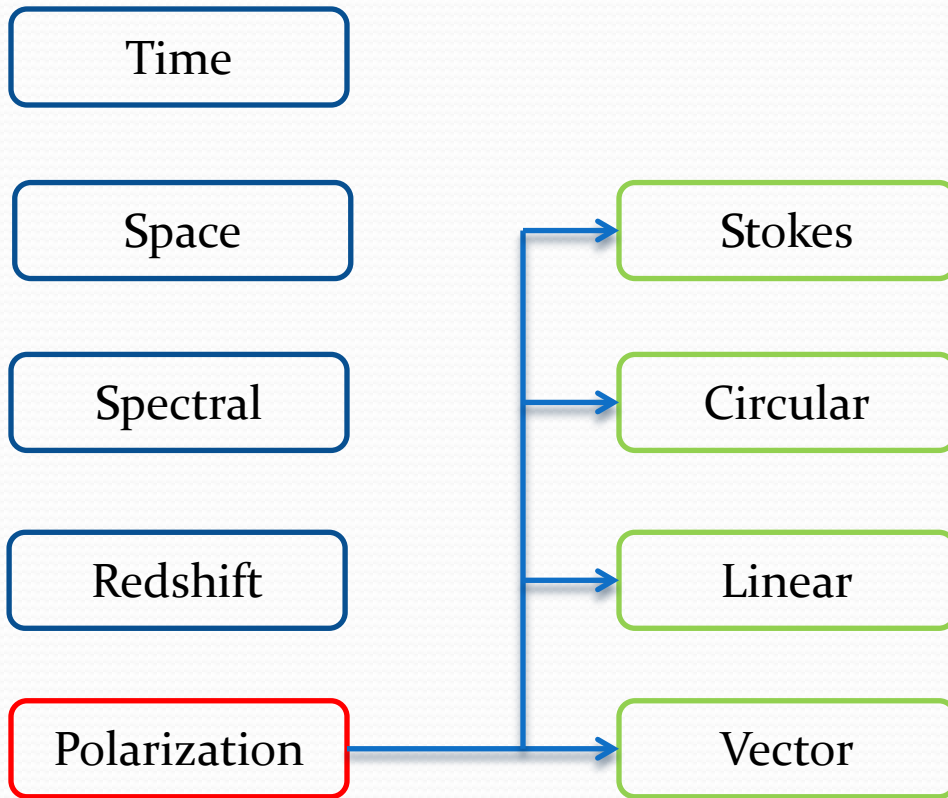 Time
Space
Spectral
Redshift
Polarization
Stokes
Circular
Linear
Vector